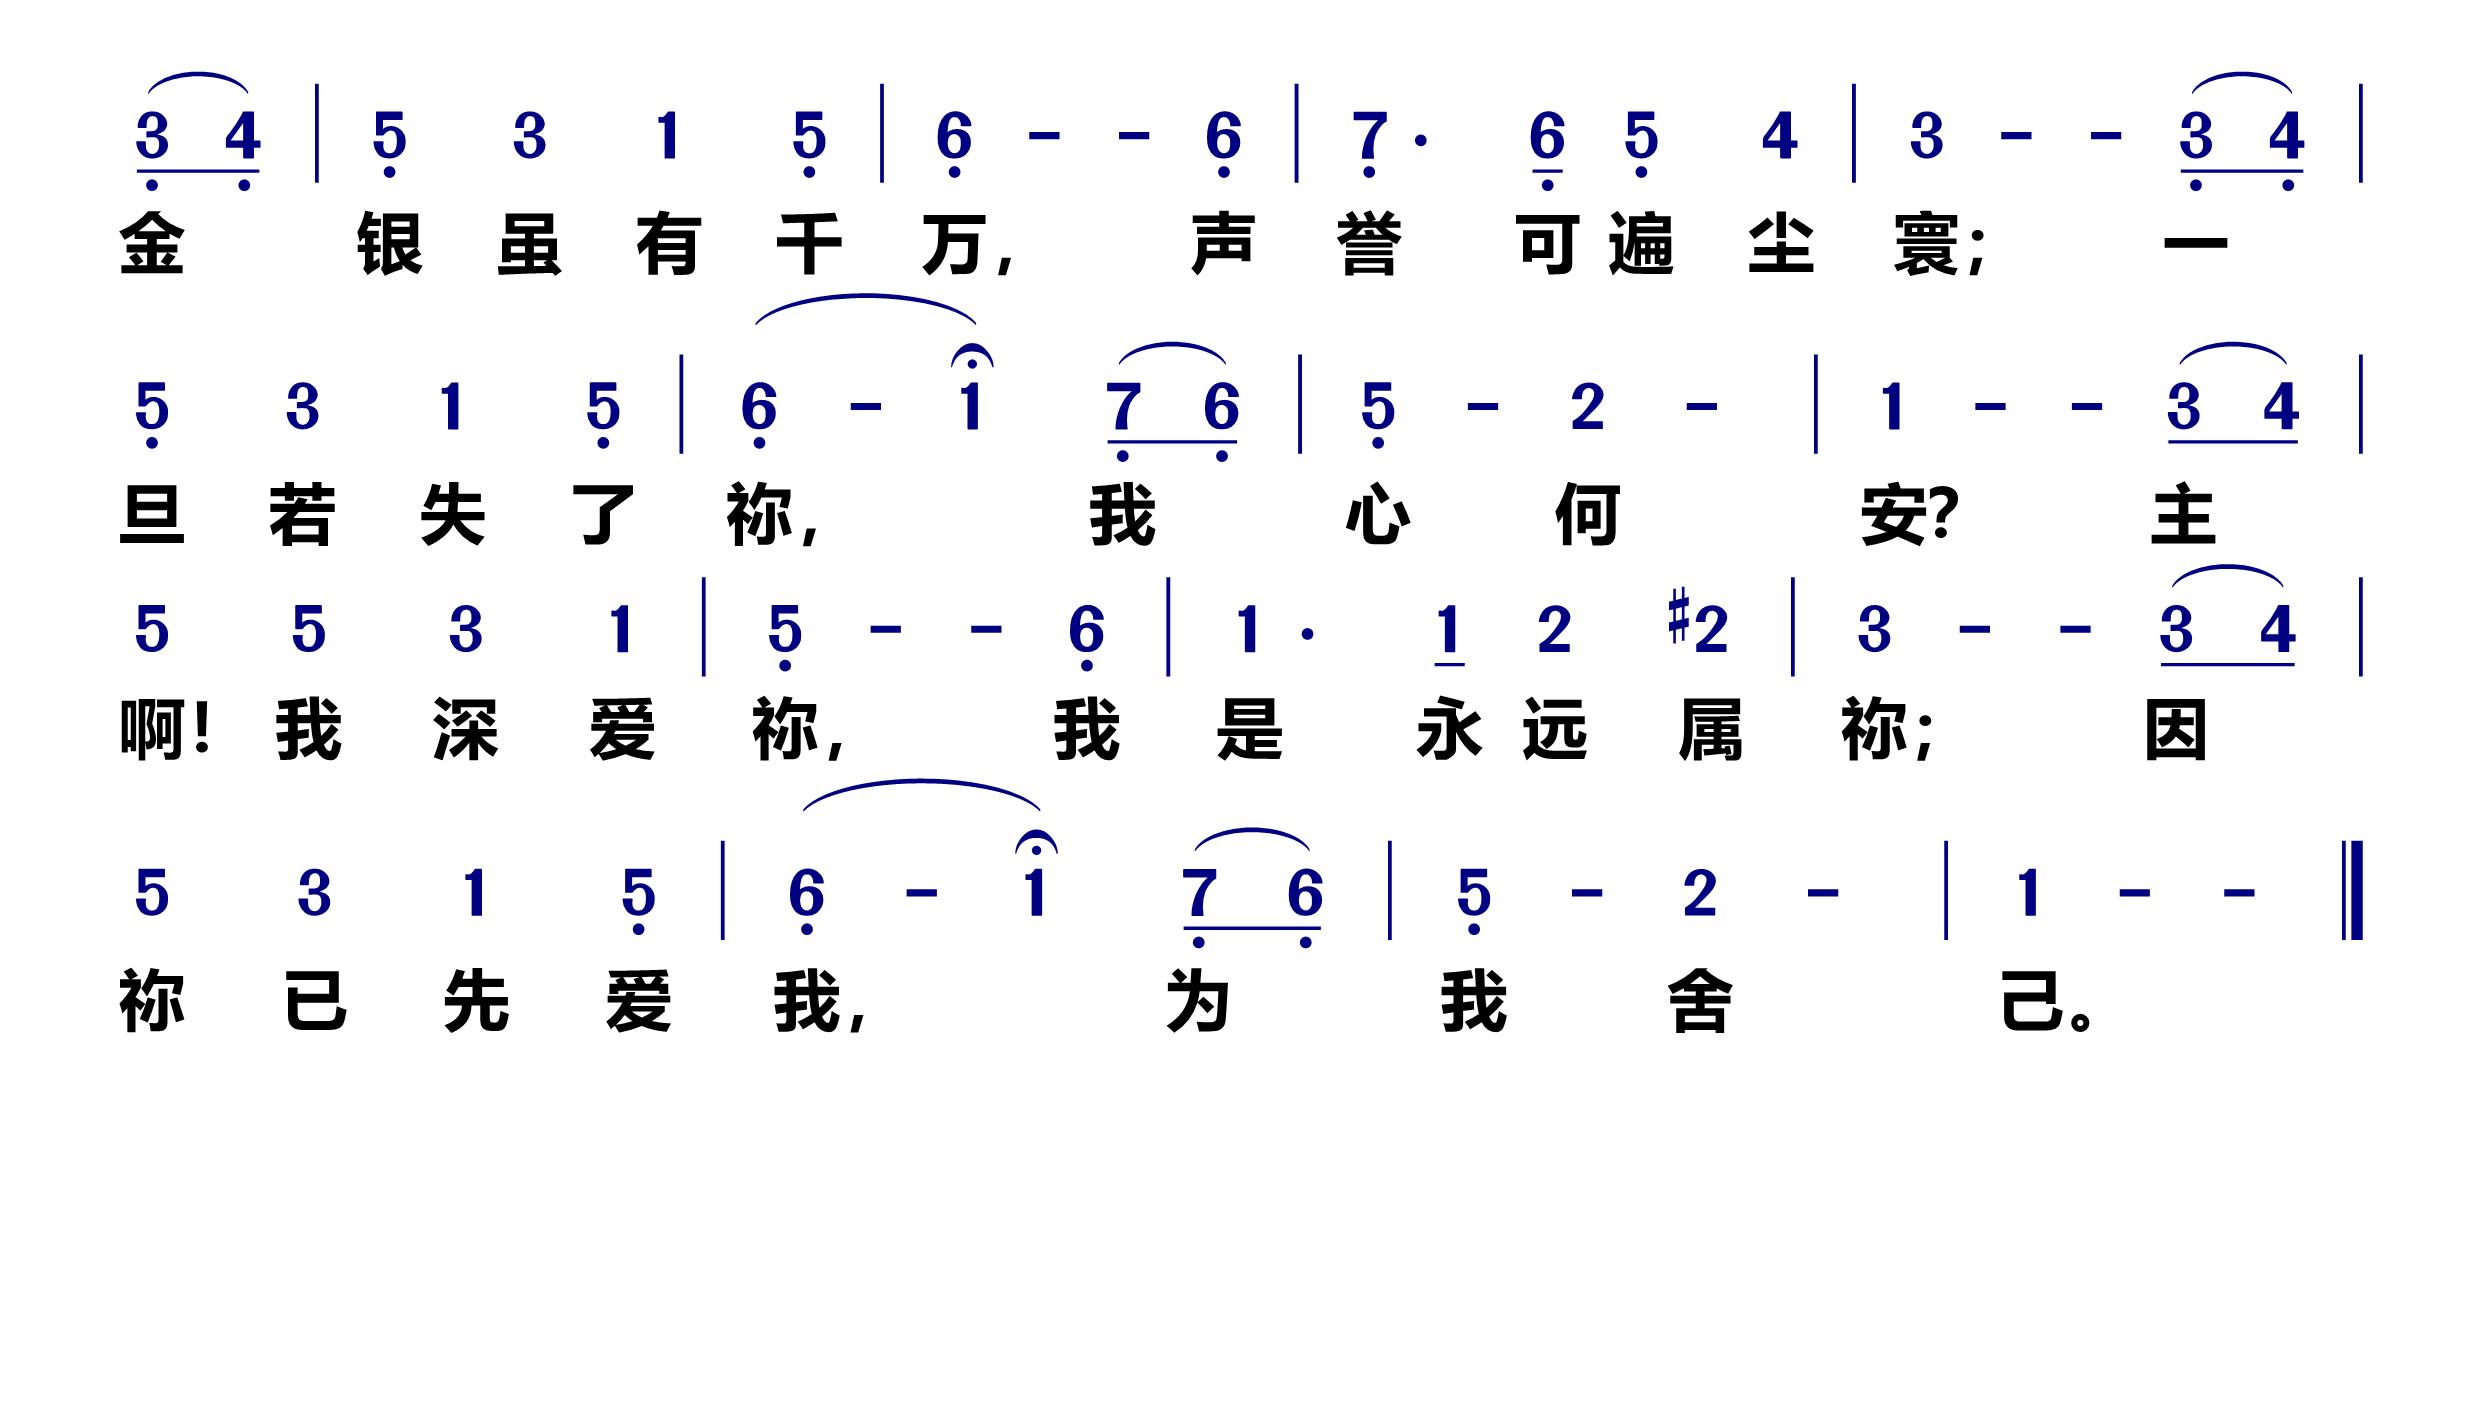 3 4 | 5 3 1 5 | 6 - - 6 | 7 · 6 5 4 | 3 - - 3 4 |
金 银 虽 有 千 万, 声 誉 可 遍 尘 寰; 一
5 3 1 5 | 6 - 1 7 6 | 5 - 2 - | 1 - - 3 4 |
旦 若 失 了 祢, 我 心 何 安? 主
5 5 3 1 | 5 - - 6 | 1 · 1 2 #2 | 3 - - 3 4 |
啊! 我 深 爱 祢, 我 是 永 远 属 祢; 因
5 3 1 5 | 6 - 1 7 6 | 5 - 2 - | 1 - - ‖
祢 已 先 爱 我, 为 我 舍 己。